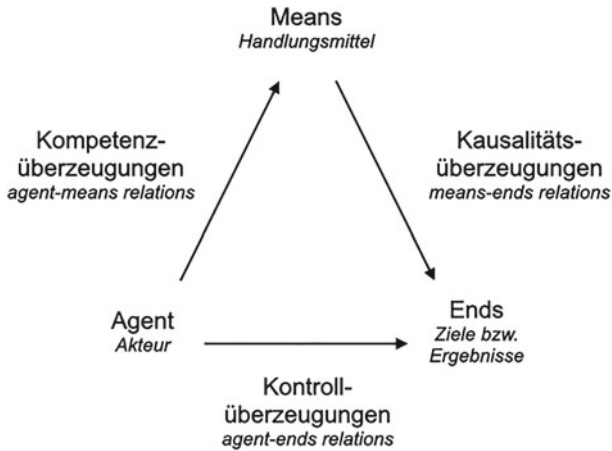 Means
Handlungsmittel
Kompetenz-
überzeugungen
agent-means relations
Kausalitäts-
überzeugungen
means-ends relations
Agent
Akteur
Ends
Ziele bzw.
Ergebnisse
Kontroll-
überzeugungen
agent-ends relations